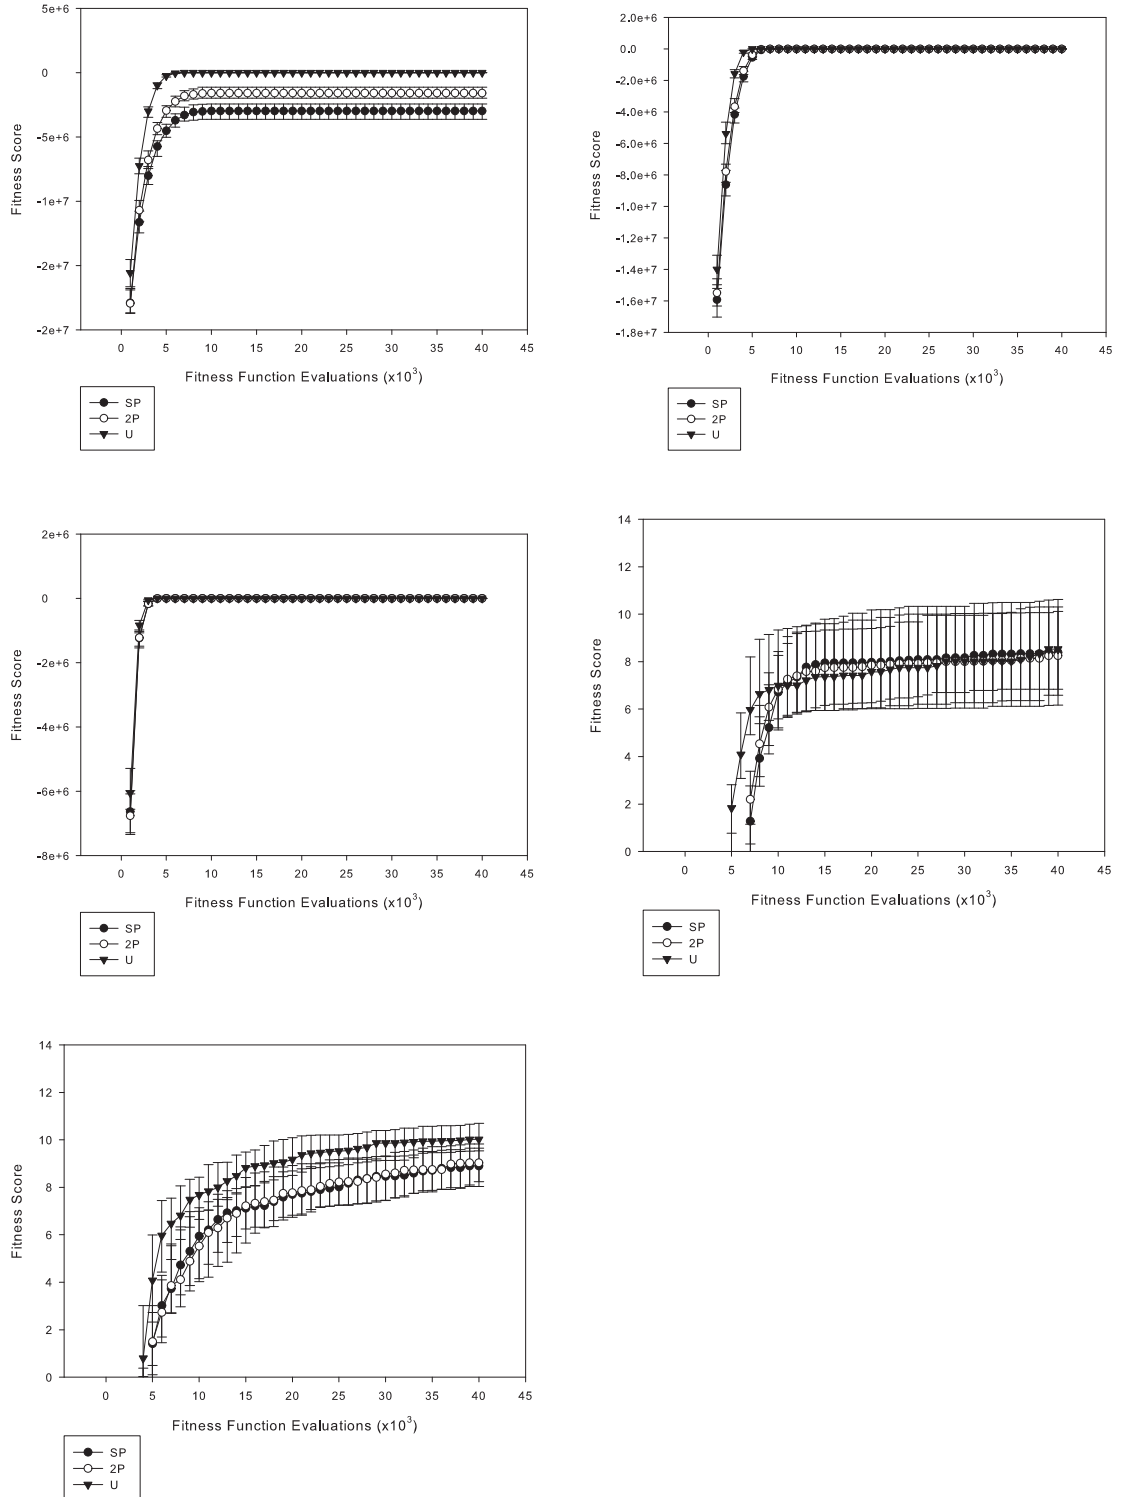 5e+6
0
-5e+6
-1e+7
-2e+7
-2e+7
Fitness Score
0 5 10 15 20 25 30 35 40 45
Fitness Function Evaluations (x10³)
SP
2P
U
2.0e+6
0.0
-2.0e+6
-4.0e+6
-6.0e+6
-8.0e+6
-1.0e+7
-1.2e+7
-1.4e+7
-1.6e+7
-1.8e+7
Fitness Score
0 5 10 15 20 25 30 35 40 45
Fitness Function Evaluations (x10³)
SP
2P
U
2e+6
0
-2e+6
-4e+6
-6e+6
-8e+6
Fitness Score
0 5 10 15 20 25 30 35 40 45
Fitness Function Evaluations (x10³)
SP
2P
U
14
12
10
8
6
4
2
0
Fitness Score
0 5 10 15 20 25 30 35 40 45
Fitness Function Evaluations (x10³)
SP
2P
U
14
12
10
8
6
4
2
0
Fitness Score
0 5 10 15 20 25 30 35 40 45
Fitness Function Evaluations (x10³)
SP
2P
U